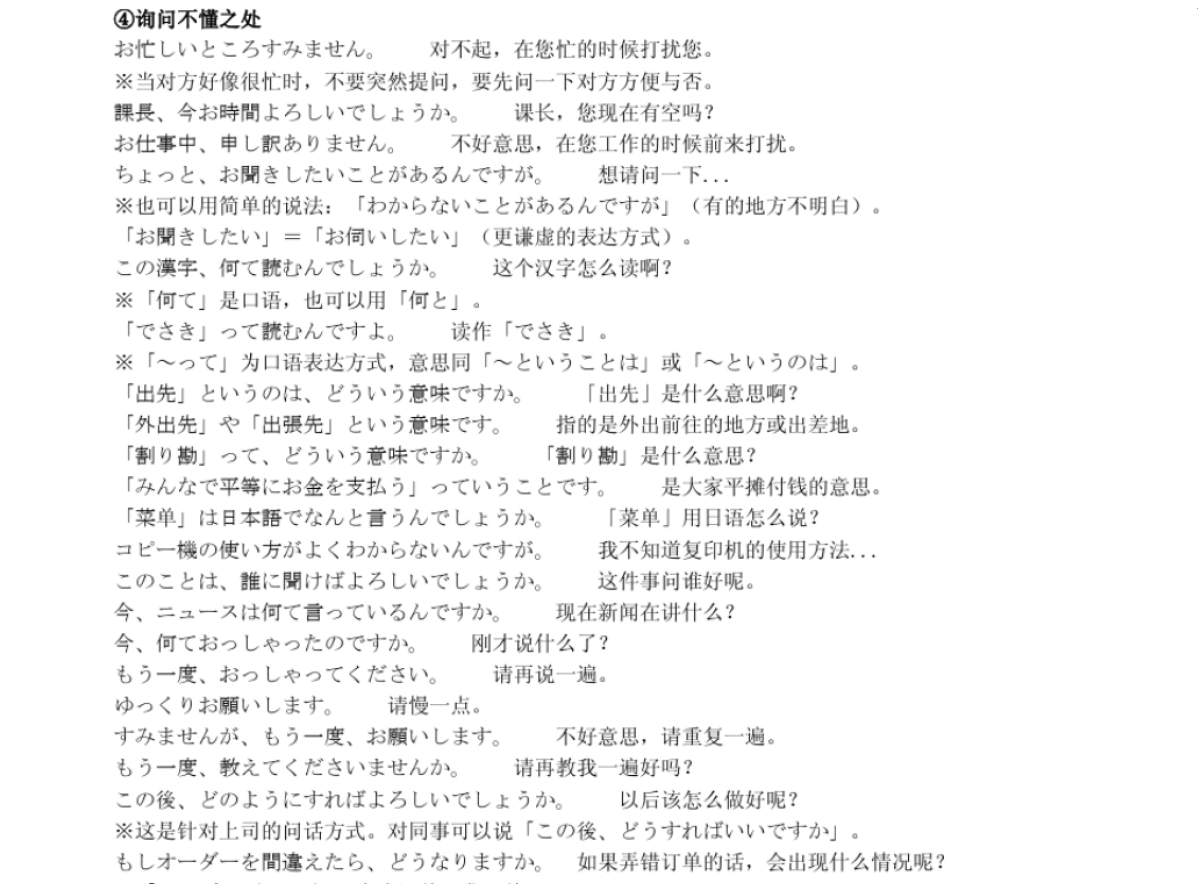 ④询问不懂之处
お忙しいところすみません。　　对不起，在您忙的时候打扰您。
※当对方好像很忙时，不要突然提问，要先问一下对方方便与否。
課長、今お時間よろしいでしょうか。　　课长，您现在有空吗？
お仕事中、申し訳ありません。　　不好意思，在您工作的时候前来打扰。
ちょっと、お聞きしたいことがあるんですが。　　想请问一下...
※也可以用简单的说法：「わからないことがあるんですが」（有的地方不明白）。
「お聞きしたい」＝「お伺いしたい」（更谦虚的表达方式）。
この漢字、何て読むんでしょうか。　　这个汉字怎么读啊？
※「何て」是口语，也可以用「何と」。
「でさき」って読むんですよ。　　读作「でさき」。
※「～って」为口语表达方式，意思同「～ということは」或「～というのは」。
「出先」というのは、どういう意味ですか。　　「出先」是什么意思啊？
「外出先」や「出張先」という意味です。　　指的是外出前往的地方或出差地。
「割り勘」って、どういう意味ですか。　　「割り勘」是什么意思？
「みんなで平等にお金を支払う」っていうことです。　　是大家平摊付钱的意思。
「菜单」は日本語でなんと言うんでしょうか。　　「菜单」用日语怎么说？
コピー機の使い方がよくわからないんですが。　　我不知道复印机的使用方法...
このことは、誰に聞けばよろしいでしょうか。　　这件事问谁好呢。
今、ニュースは何て言っているんですか。　　现在新闻在讲什么？
今、何ておっしゃったのですか。　　刚才说什么了？
もう一度、おっしゃってください。　　请再说一遍。
ゆっくりお願いします。　　请慢一点。
すみませんが、もう一度、お願いします。　　不好意思，请重复一遍。
もう一度、教えてくださいませんか。　　请再教我一遍好吗？
この後、どのようにすればよろしいでしょうか。　　以后该怎么做好呢？
※这是针对上司的问话方式。对同事可以说「この後、どうすればいいですか」。
もしオーダーを間違えたら、どうなりますか。　如果弄错订单的话，会出现什么情况呢？